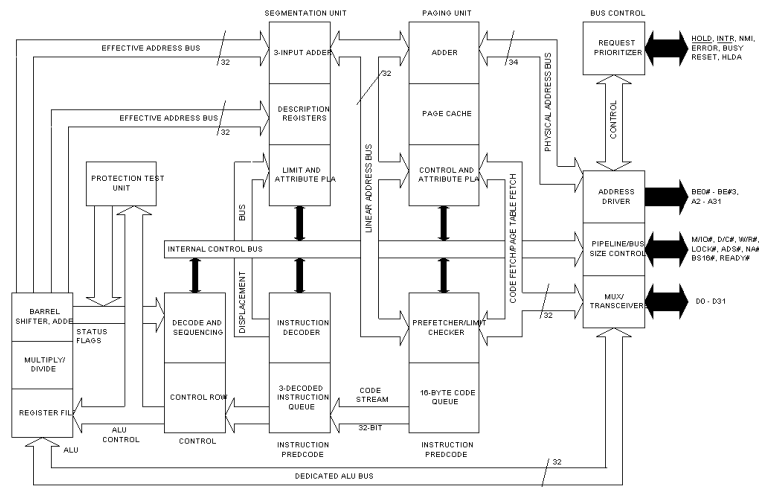 SEGMENTATION UNIT
PAGING UNIT
BUS CONTROL
EFFECTIVE ADDRESS BUS
32
3-INPUT ADDER
ADDER
32
34
REQUEST
PRIORITIZER
HOLD, INTR, NMI,
ERROR, BUSY
RESET, HLDA
EFFECTIVE ADDRESS BUS
32
DESCRIPTION
REGISTERS
PAGE CACHE
PHYSICAL ADDRESS BUS
CONTROL
PROTECTION TEST
UNIT
LIMIT AND
ATTRIBUTE PLA
CONTROL AND
ATTRIBUTE PLA
ADDRESS
DRIVER
BE0# - BE#3,
A2 - A31
DISPLACEMENT
BUS
LINEAR ADDRESS BUS
CODE FETCH/PAGE TABLE FETCH
INTERNAL CONTROL BUS
PIPELINE/BUS
SIZE CONTROL
M/IO#, D/C#, W/R#
LOCK#, ADS#, NA#
BS16#, READY#
BARREL
SHIFTER, ADDE
STATUS
FLAGS
DECODE AND
SEQUENCING
INSTRUCTION
DECODER
PREFETCHER/LIMIT
CHECKER
32
MUX/
TRANSCEIVER
D0 - D31
MULTIPLY/
DIVIDE
REGISTER FIL
ALU
CONTROL
CONTROL ROW
3-DECODED
INSTRUCTION
QUEUE
CODE
STREAM
32-BIT
16-BYTE CODE
QUEUE
ALU
CONTROL
INSTRUCTION
PREDCODE
INSTRUCTION
PREDCODE
32
DEDICATED ALU BUS